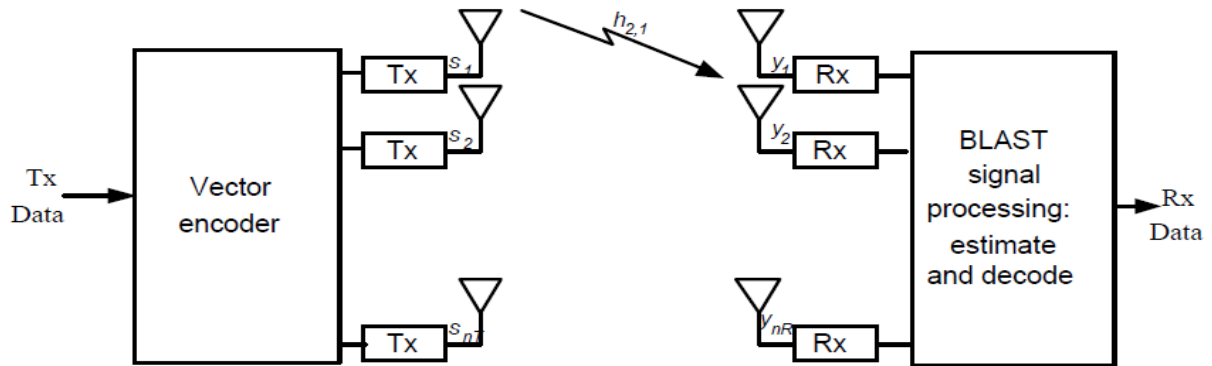 Tx
Data
Vector
encoder
Tx
s1
Tx
s2
Tx
snT
h2,1
y1
Rx
y2
Rx
ynR
Rx
BLAST
signal
processing:
estimate
and decode
Rx
Data